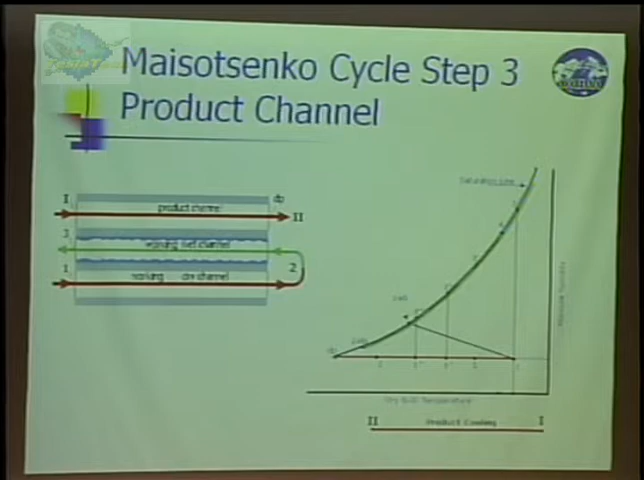 Maisotsenko Cycle Step 3
Product Channel
I
dp
product channel
II
3
working wet channel
1
2
working dry channel
Saturation Line
Dry Bulb Temperature
II
Product Cooling
I